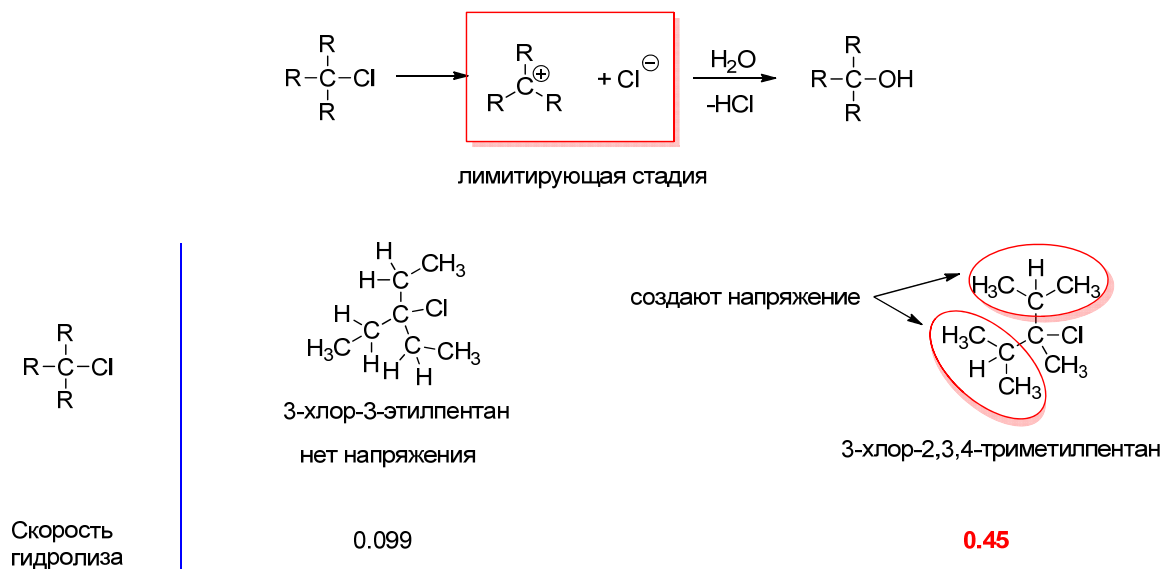 R
R-C-Cl
R
R
C⊕
R R
+ Cl⊖
H2O
-HCl
R
R-C-OH
R
лимитирующая стадия
H
H-C-CH3
C-Cl
H
H3C-C
H
C-CH3
H H
3-хлор-3-этилпентан
нет напряжения
создают напряжение
H
H3C-C-CH3
H3C
C-Cl
H-C
CH3
CH3
3-хлор-2,3,4-триметилпентан
R
R-C-Cl
R
Скорость
гидролиза
0.099
0.45